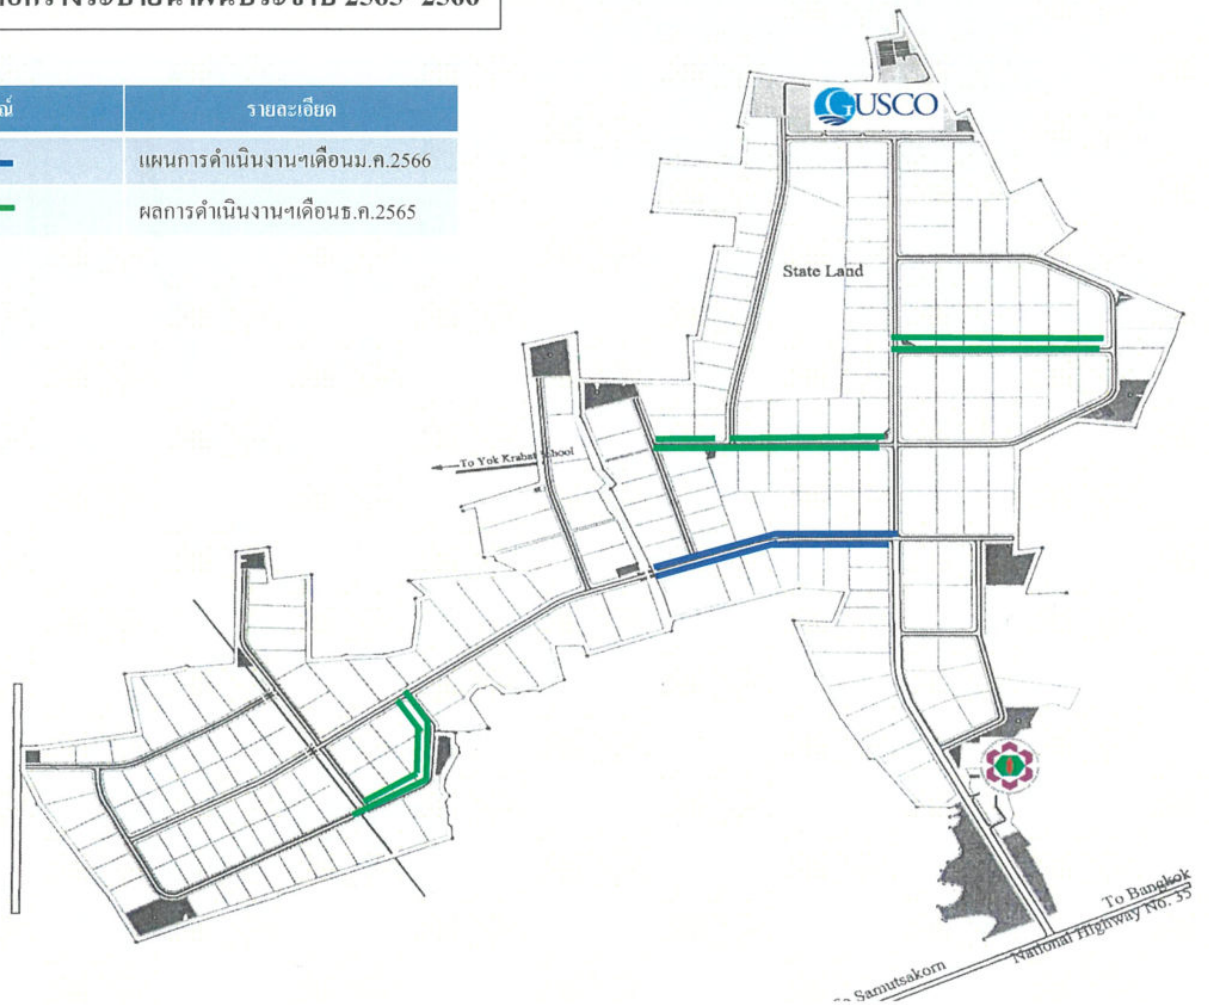 รายละเอียด
แผนการดำเนินงานฯเดือนม.ค.2566
ผลการดำเนินงานฯเดือนธ.ค.2565
GUSCO
State Land
To Yok Krabat School
To Bangkok
National Highway No. 35
Samutsakorn